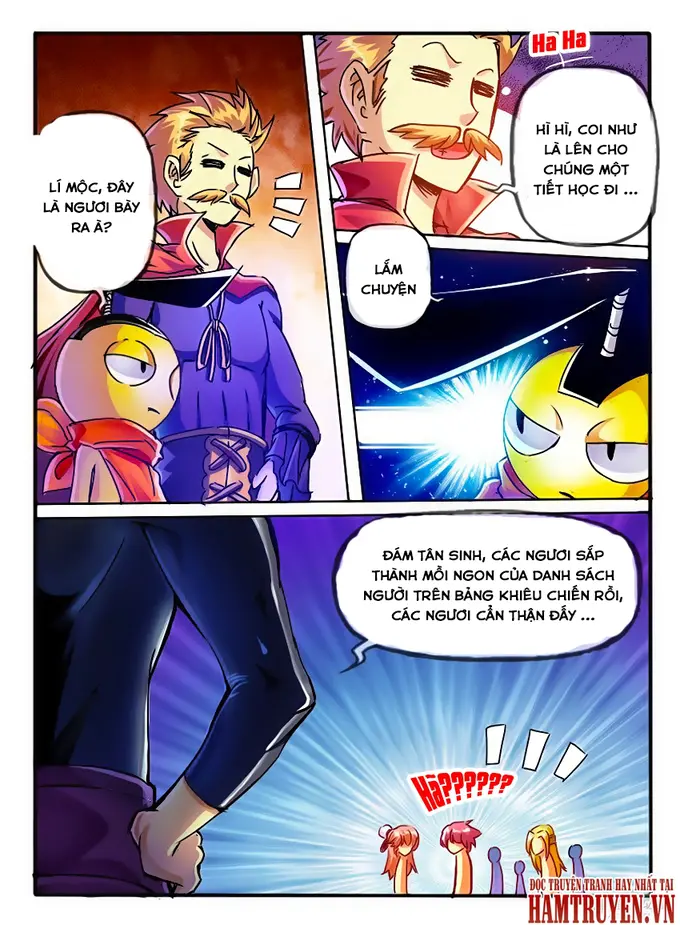 LÍ MỘC, ĐÂY
LÀ NGƯƠI BÀY
RA À?
Ha Ha
HÌ HÌ, COI NHƯ
LÀ LÊN CHO
CHÚNG MỘT
TIẾT HỌC ĐI ...
LẮM
CHUYỆN
ĐÁM TÂN SINH, CÁC NGƯƠI SẮP
THÀNH MỒI NGON CỦA DANH SÁCH
NGƯỜI TRÊN BẢNG KHIÊU CHIẾN RỒI,
CÁC NGƯƠI CẨN THẬN ĐẤY ...
Hả??????
ĐỌC TRUYỆN TRANH HAY NHẤT TẠI
HAMTRUYEN.VN